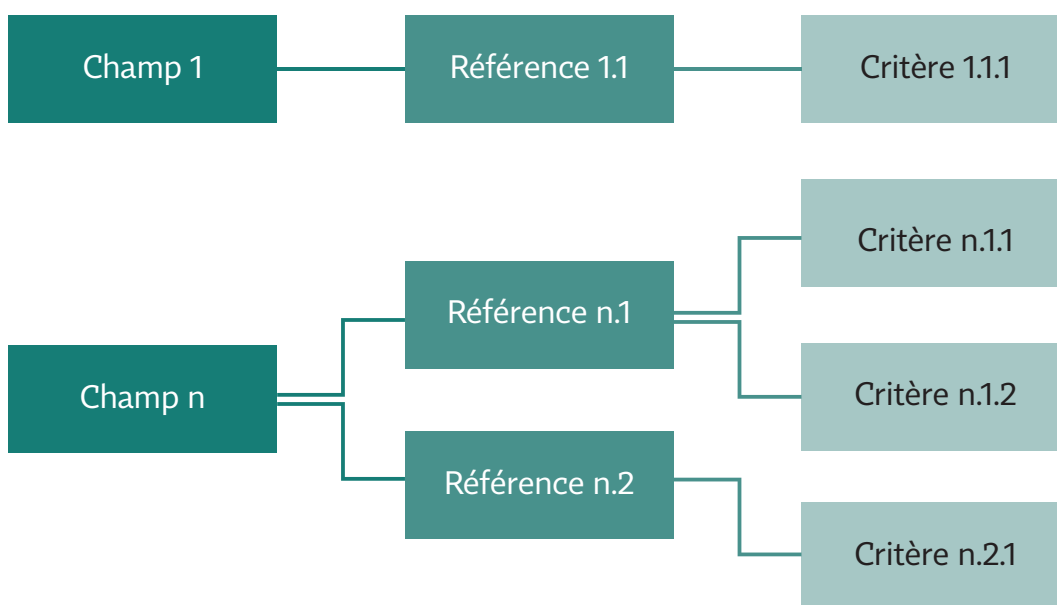 Champ 1
Référence 1.1
Critère 1.1.1
Critère n.1.1
Référence n.1
Champ n
Critère n.1.2
Référence n.2
Critère n.2.1